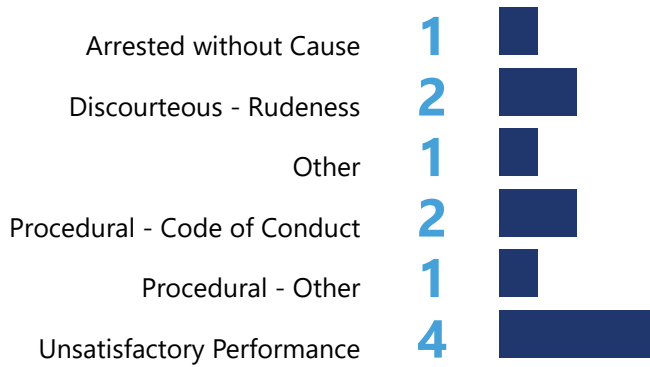 Arrested without Cause 1
Discourteous - Rudeness 2
Other 1
Procedural - Code of Conduct 2
Procedural - Other 1
Unsatisfactory Performance 4